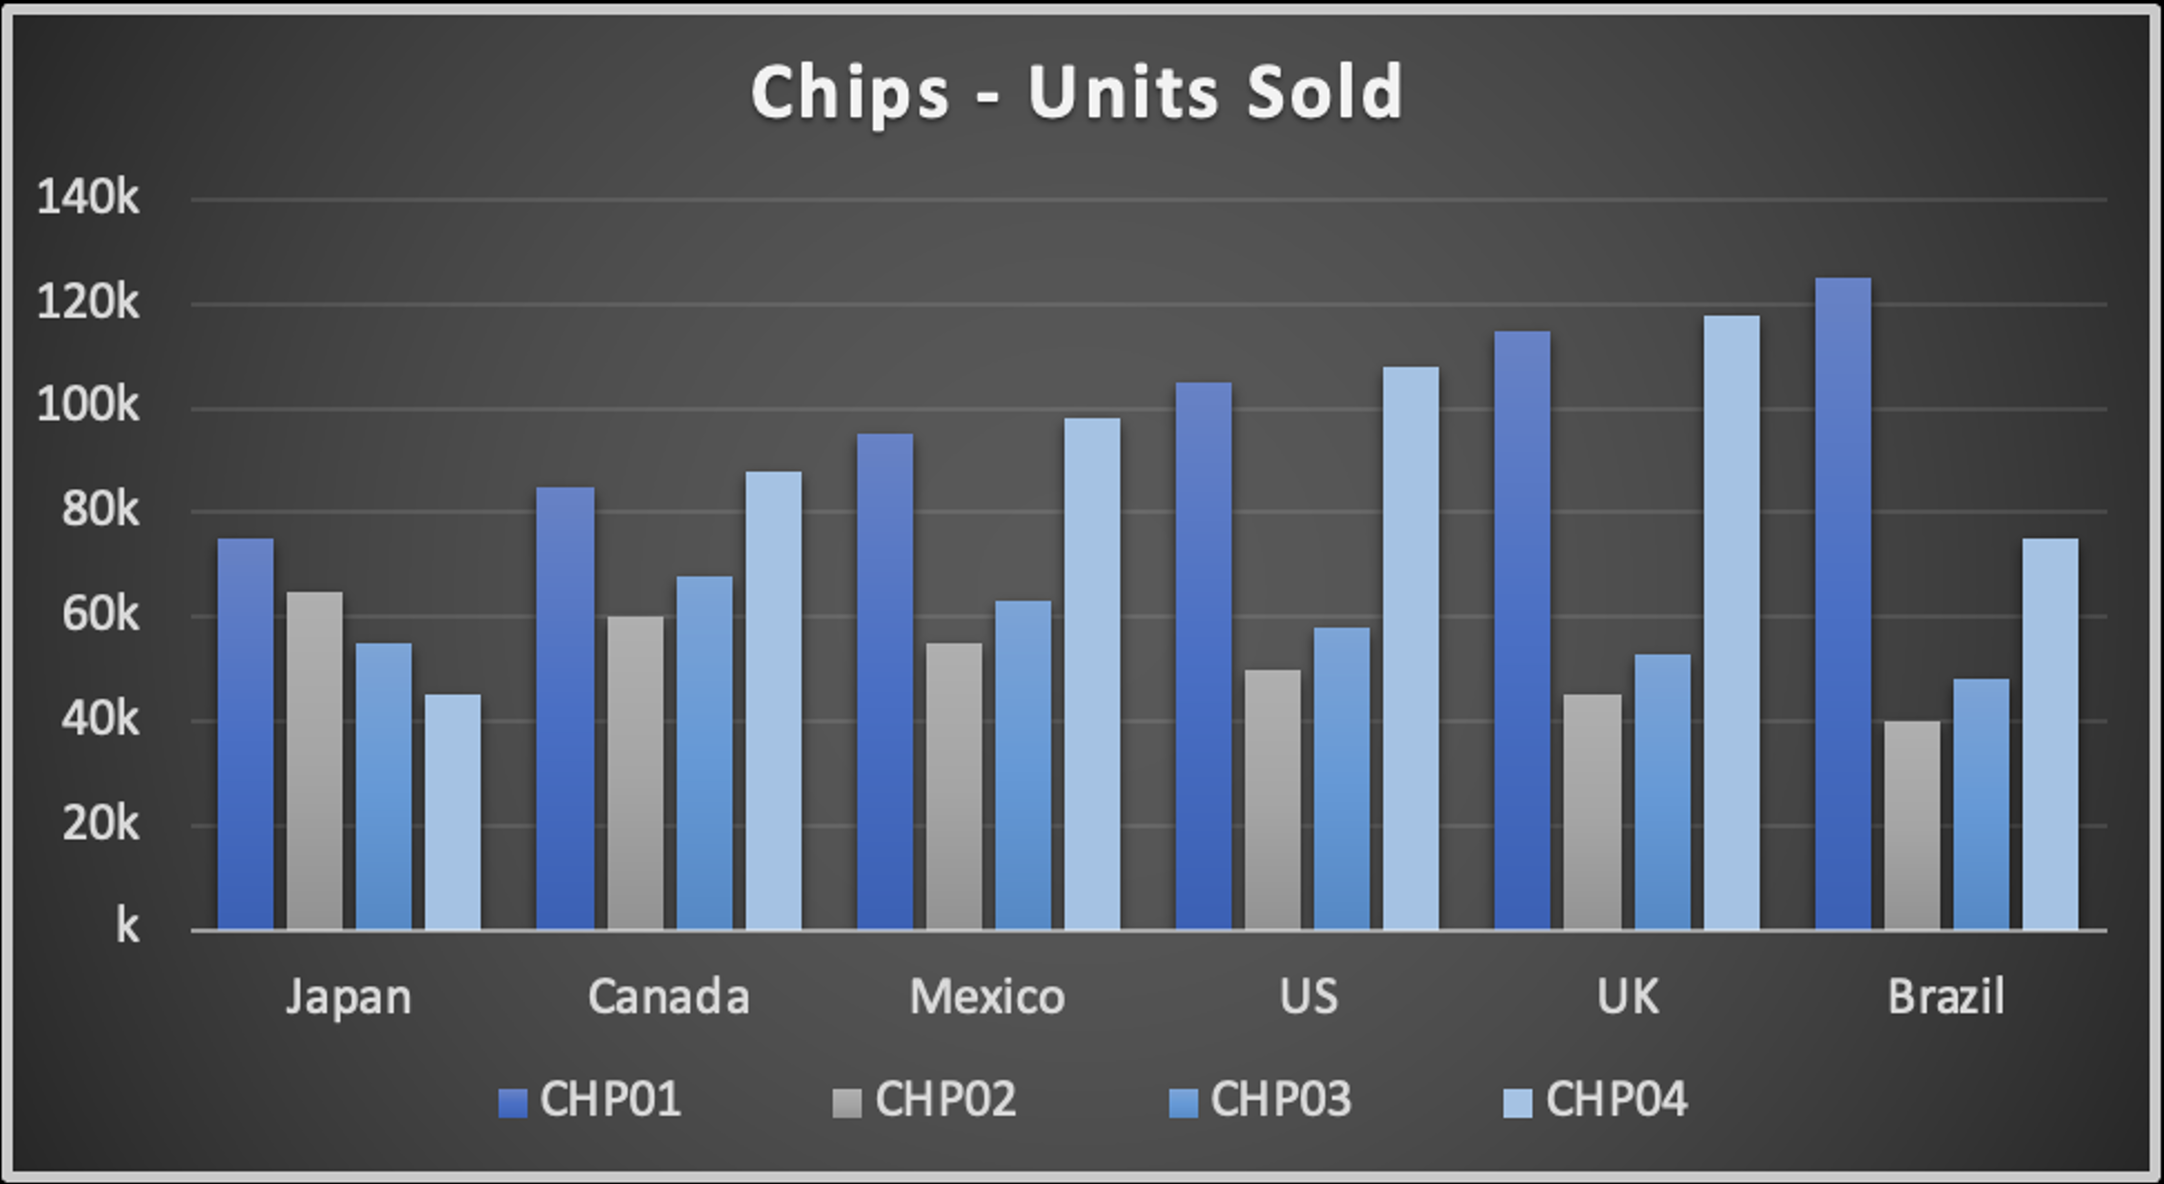 Chips - Units Sold
140k
120k
100k
80k
60k
40k
20k
k
Japan Canada Mexico US UK Brazil
CHP01 CHP02 CHP03 CHP04